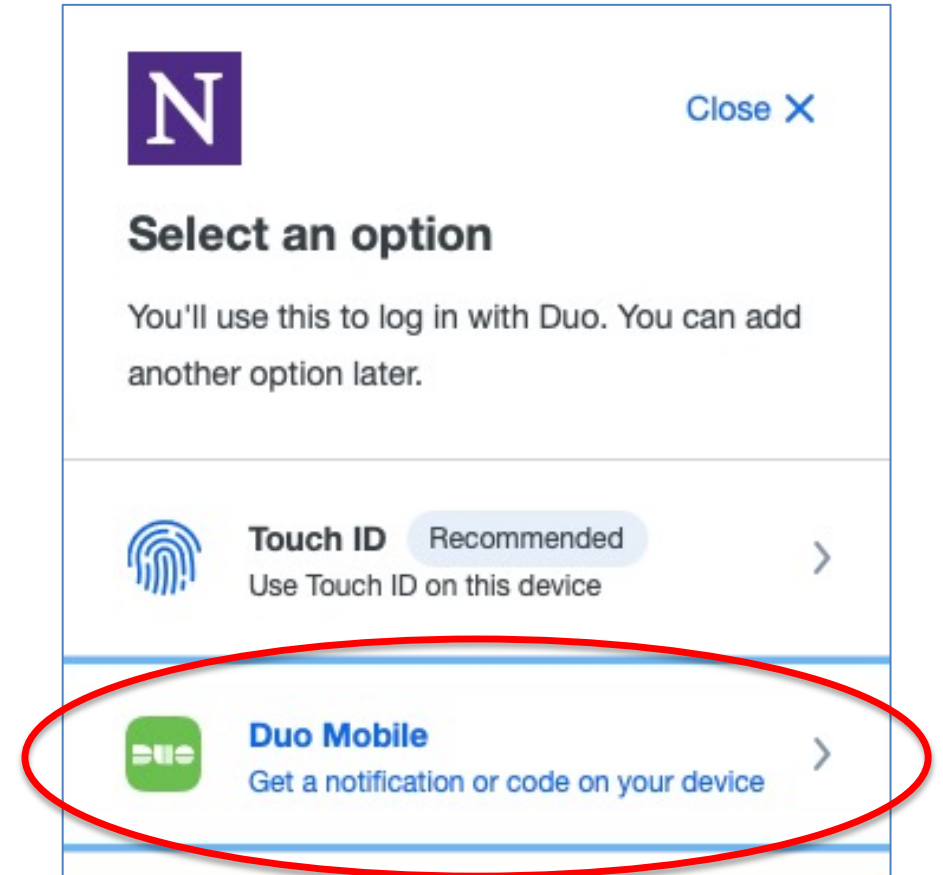 N
Close X
Select an option
You'll use this to log in with Duo. You can add
another option later.
Touch ID Recommended
Use Touch ID on this device
DUO
Duo Mobile
Get a notification or code on your device